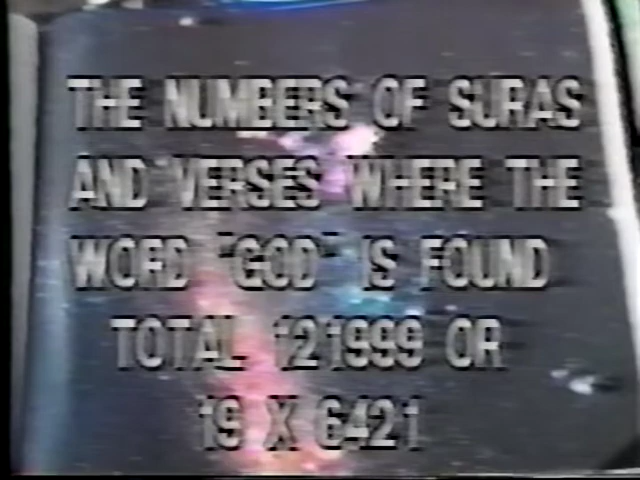 THE NUMBERS OF SURAS
AND VERSES WHERE THE
WORD "GOD" IS FOUND
TOTAL 121999 OR
19 X 6421